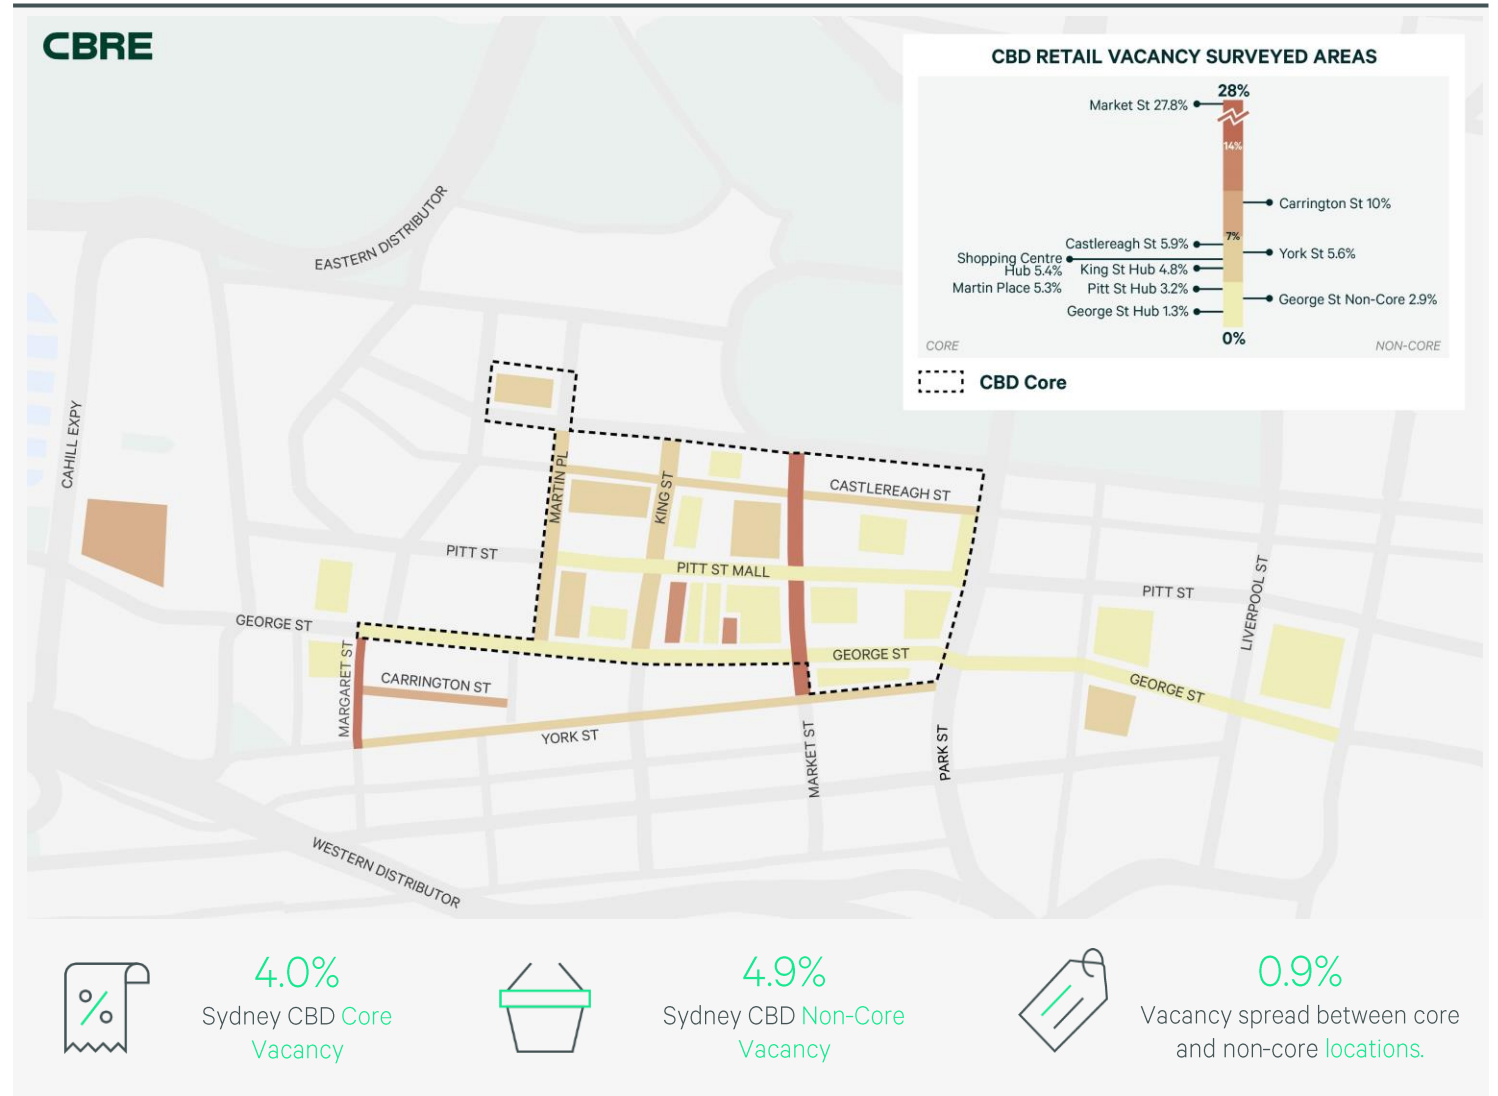 CBRE
CBD RETAIL VACANCY SURVEYED AREAS
28%
Market St 27.8%
14%
Carrington St 10%
7%
Castlereagh St 5.9%
York St 5.6%
Shopping Centre
Hub 5.4%
King St Hub 4.8%
Martin Place 5.3%
Pitt St Hub 3.2%
George St Non-Core 2.9%
George St Hub 1.3%
0%
CORE
NON-CORE
CBD Core
EASTERN DISTRIBUTOR
CAHILL EXPY
MARTIN PL
KING ST
CASTLEREAGH ST
PITT ST
PITT ST MALL
PITT ST
LIVERPOOL ST
GEORGE ST
MARGARET ST
GEORGE ST
CARRINGTON ST
GEORGE ST
YORK ST
MARKET ST
PARK ST
WESTERN DISTRIBUTOR
4.0%
Sydney CBD Core
Vacancy
4.9%
Sydney CBD Non-Core
Vacancy
0.9%
Vacancy spread between core
and non-core locations.